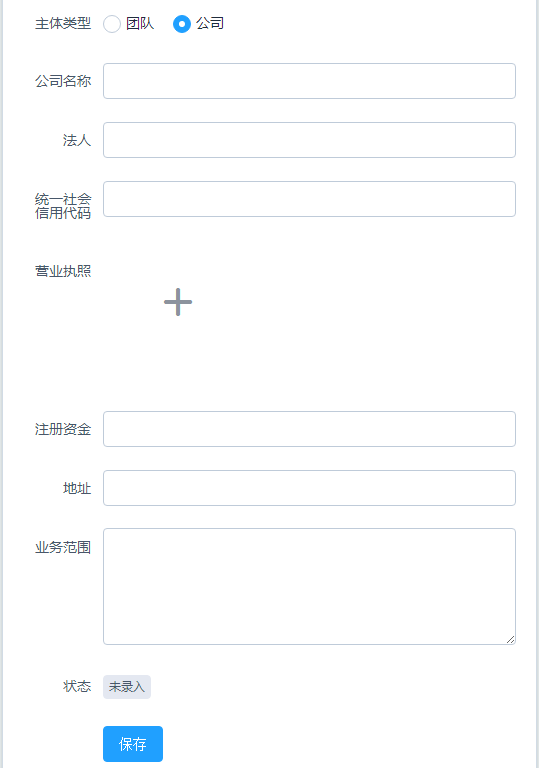 主体类型 团队 公司
公司名称
法人
统一社会
信用代码
营业执照
注册资金
地址
业务范围
状态 未录入
保存